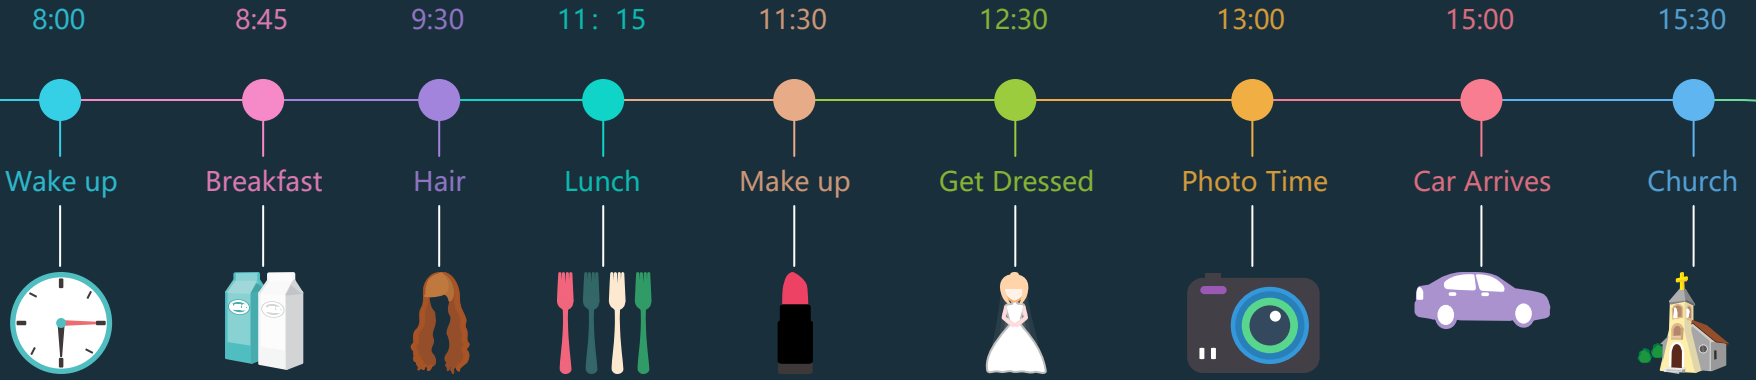 8:00
8:45
9:30
11: 15
11:30
12:30
13:00
15:00
15:30
Wake up
Breakfast
Hair
Lunch
Make up
Get Dressed
Photo Time
Car Arrives
Church